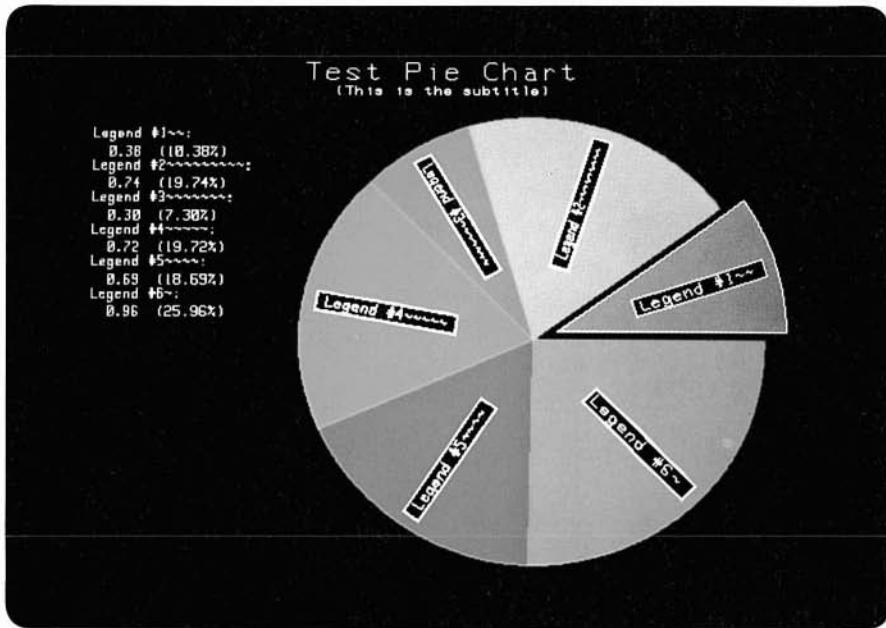 Test Pie Chart
(This is the subtitle)
Legend #1~~:
0.38 (10.38%)
Legend #2~~~~~~~~~:
0.74 (19.74%)
Legend #3~~~~~~~:
0.30 (7.30%)
Legend #4~~~~~:
0.72 (19.72%)
Legend #5~~~~:
0.69 (18.69%)
Legend #6~:
0.96 (25.96%)
Legend #3~~~~~~~
Legend #2~~~~~~~~~
Legend #1~~
Legend #4~~~~~
Legend #5~~~~
Legend #6~